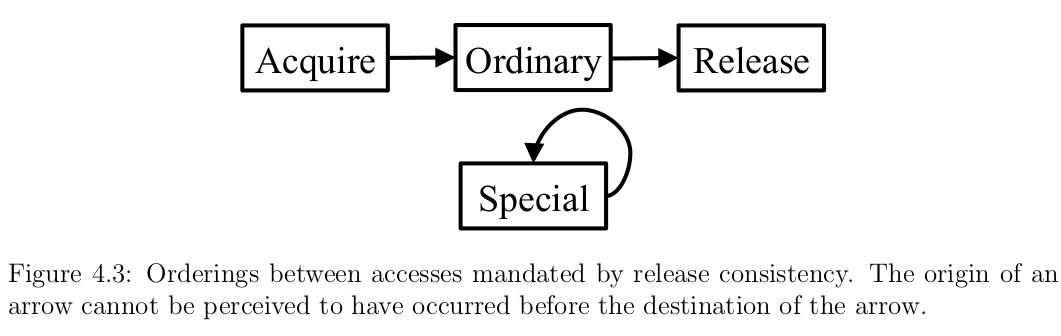 Acquire Ordinary Release
Special
Figure 4.3: Orderings between accesses mandated by release consistency. The origin of an
arrow cannot be perceived to have occurred before the destination of the arrow.